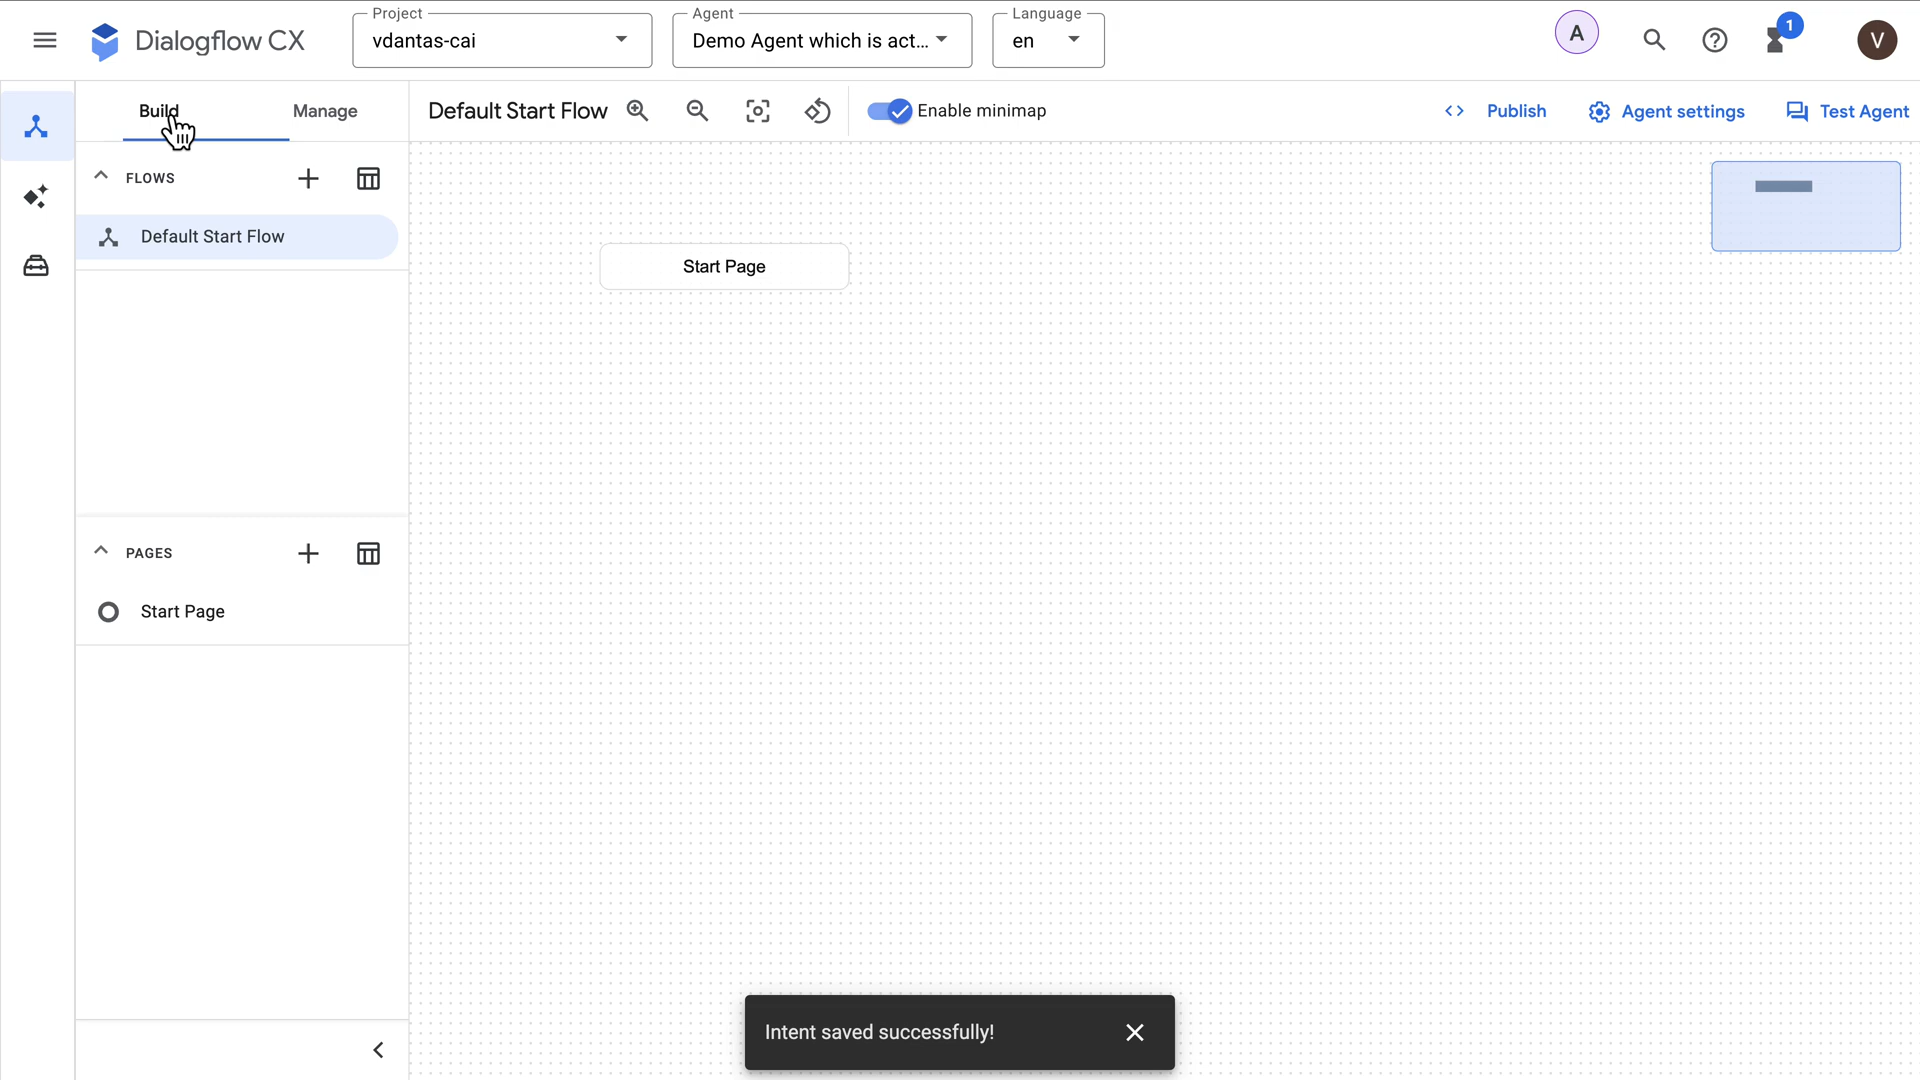 Project
Agent
Language
Dialogflow CX
vdantas-cai
Demo Agent which is act...
en
A
1
V
Build
Manage
Default Start Flow
Enable minimap
Publish
Agent settings
Test Agent
FLOWS
Default Start Flow
Start Page
PAGES
Start Page
Intent saved successfully!